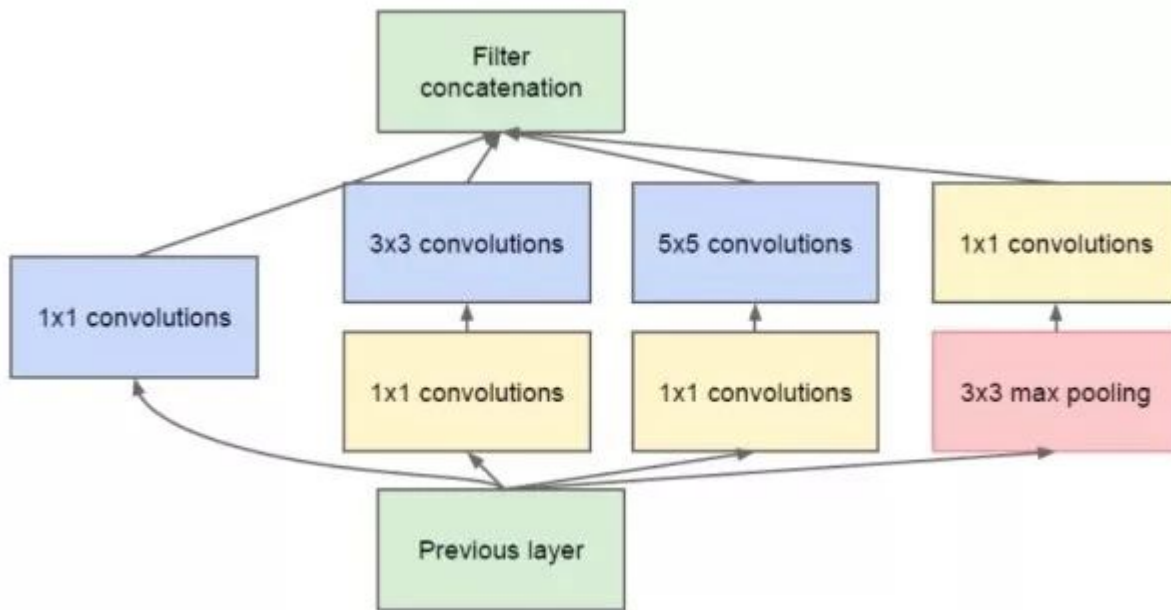 Filter
concatenation
3x3 convolutions
5x5 convolutions
1x1 convolutions
1x1 convolutions
1x1 convolutions
1x1 convolutions
3x3 max pooling
Previous layer